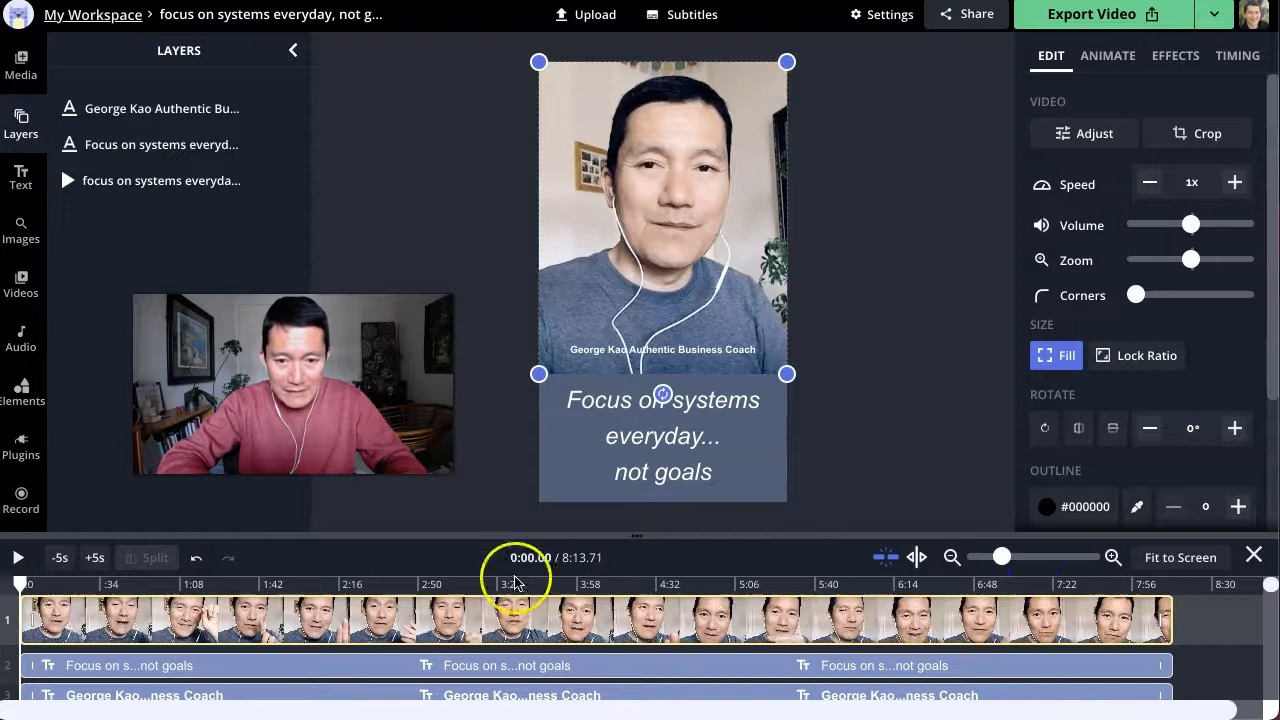 My Workspace › focus on systems everyday, not g...
Upload
Subtitles
Settings
Share
Export Video
Media
Layers
Text
Images
Videos
Audio
Elements
Plugins
Record
LAYERS
George Kao Authentic Bu...
Focus on systems everyd...
focus on systems everyda...
George Kao Authentic Business Coach
Focus on systems
everyday...
not goals
EDIT ANIMATE EFFECTS TIMING
VIDEO
Adjust Crop
Speed 1x
Volume
Zoom
Corners
SIZE
Fill Lock Ratio
ROTATE
0°
OUTLINE
#000000 0
-5s +5s Split 0:00.00 / 8:13.71 Fit to Screen
:0 :34 1:08 1:42 2:16 2:50 3:58 4:32 5:06 5:40 6:14 6:48 7:22 7:56 8:30
1
2 Focus on s...not goals Focus on s...not goals Focus on s...not goals
3 George Kao...ness Coach George Kao...ness Coach George Kao...ness Coach